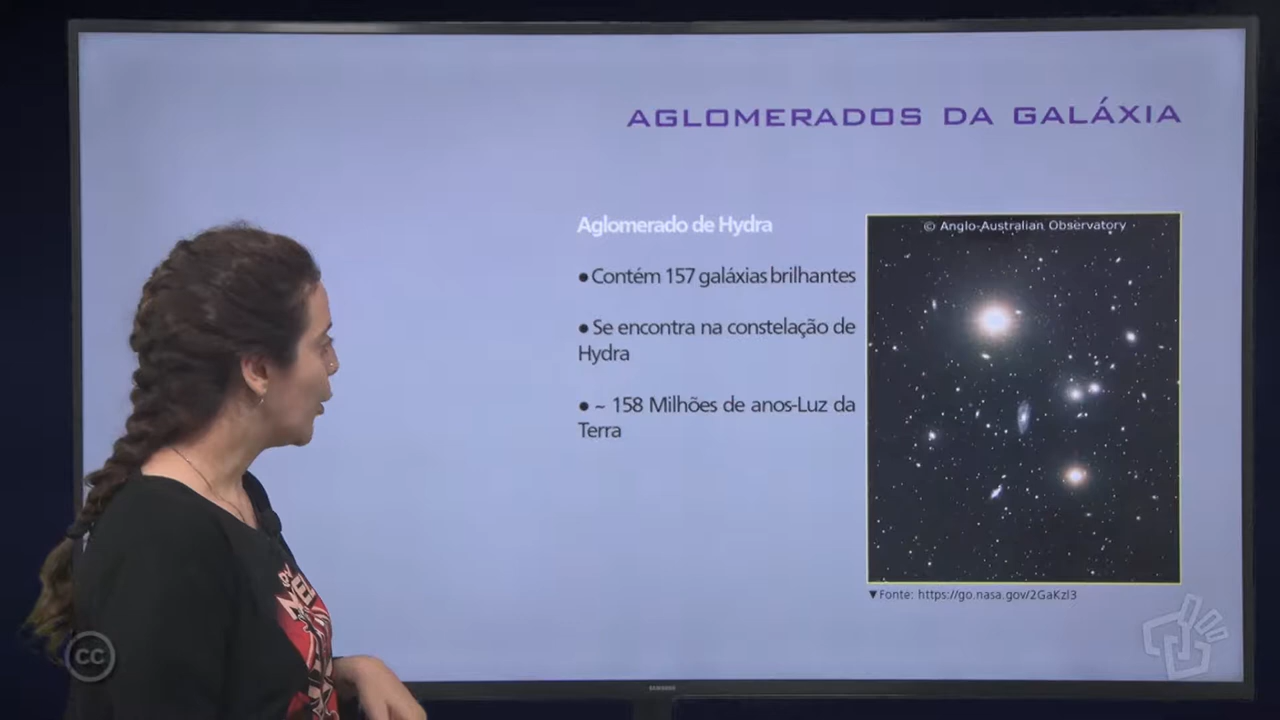 AGLOMERADOS DA GALÁXIA
Aglomerado de Hydra
● Contém 157 galáxias brilhantes
● Se encontra na constelação de
Hydra
● ~ 158 Milhões de anos-Luz da
Terra
© Anglo-Australian Observatory
▼Fonte: https://go.nasa.gov/2GaKzl3
cc
SAMSUNG